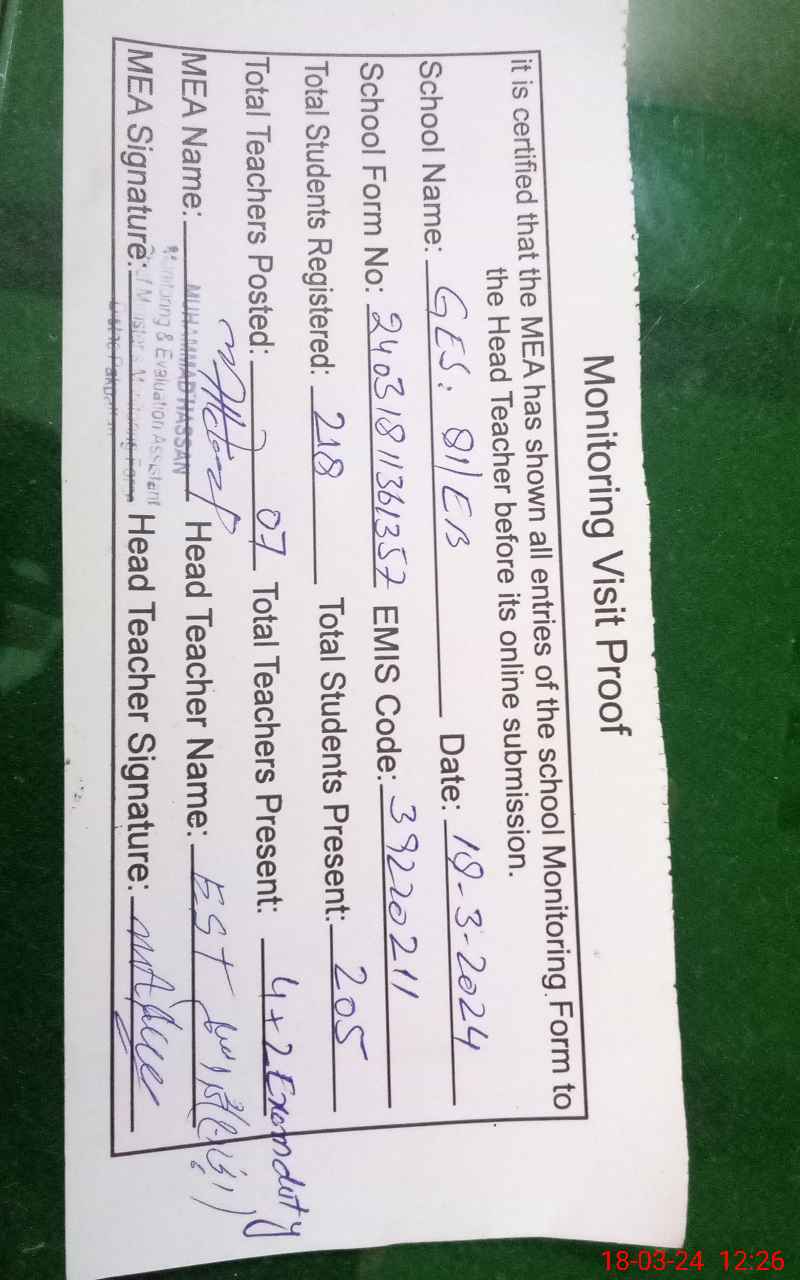 Monitoring Visit Proof
it is certified that the MEA has shown all entries of the school Monitoring Form to
the Head Teacher before its online submission.
School Name: GES: 81/EB Date: 18-3-2024
School Form No: 24031811361357 EMIS Code: 39220211
Total Students Registered: 218 Total Students Present: 205
Total Teachers Posted: 07 Total Teachers Present: 4+2 Exam duty
MEA Name: MUHAMMAD HASSAN Head Teacher Name: EST
Monitoring & Evaluation Assistant
MEA Signature: Head Teacher Signature:
18-03-24 12:26